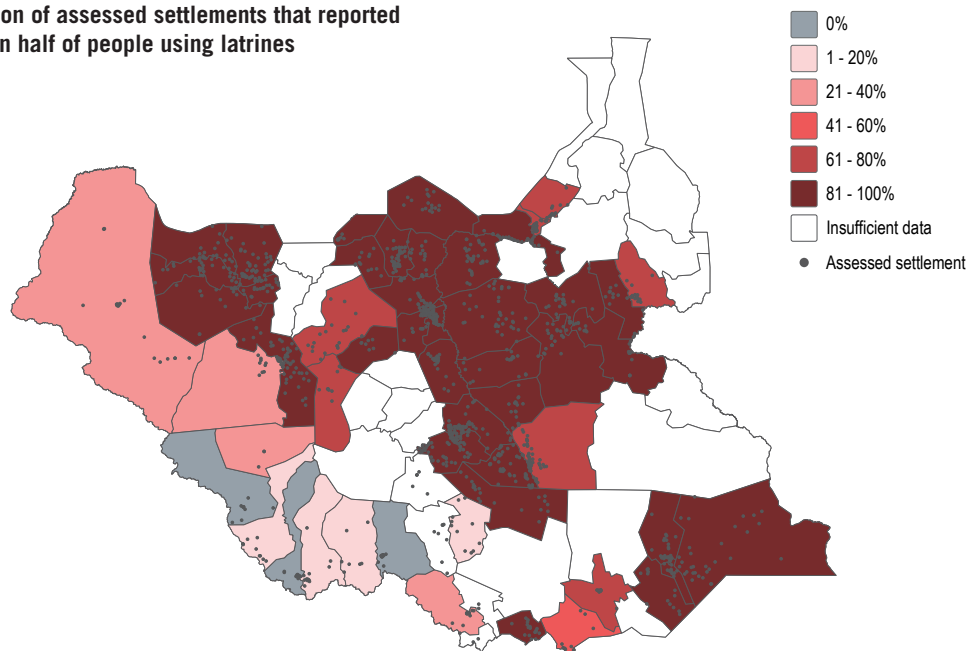 ion of assessed settlements that reported
n half of people using latrines
0%
1 - 20%
21 - 40%
41 - 60%
61 - 80%
81 - 100%
Insufficient data
Assessed settlement